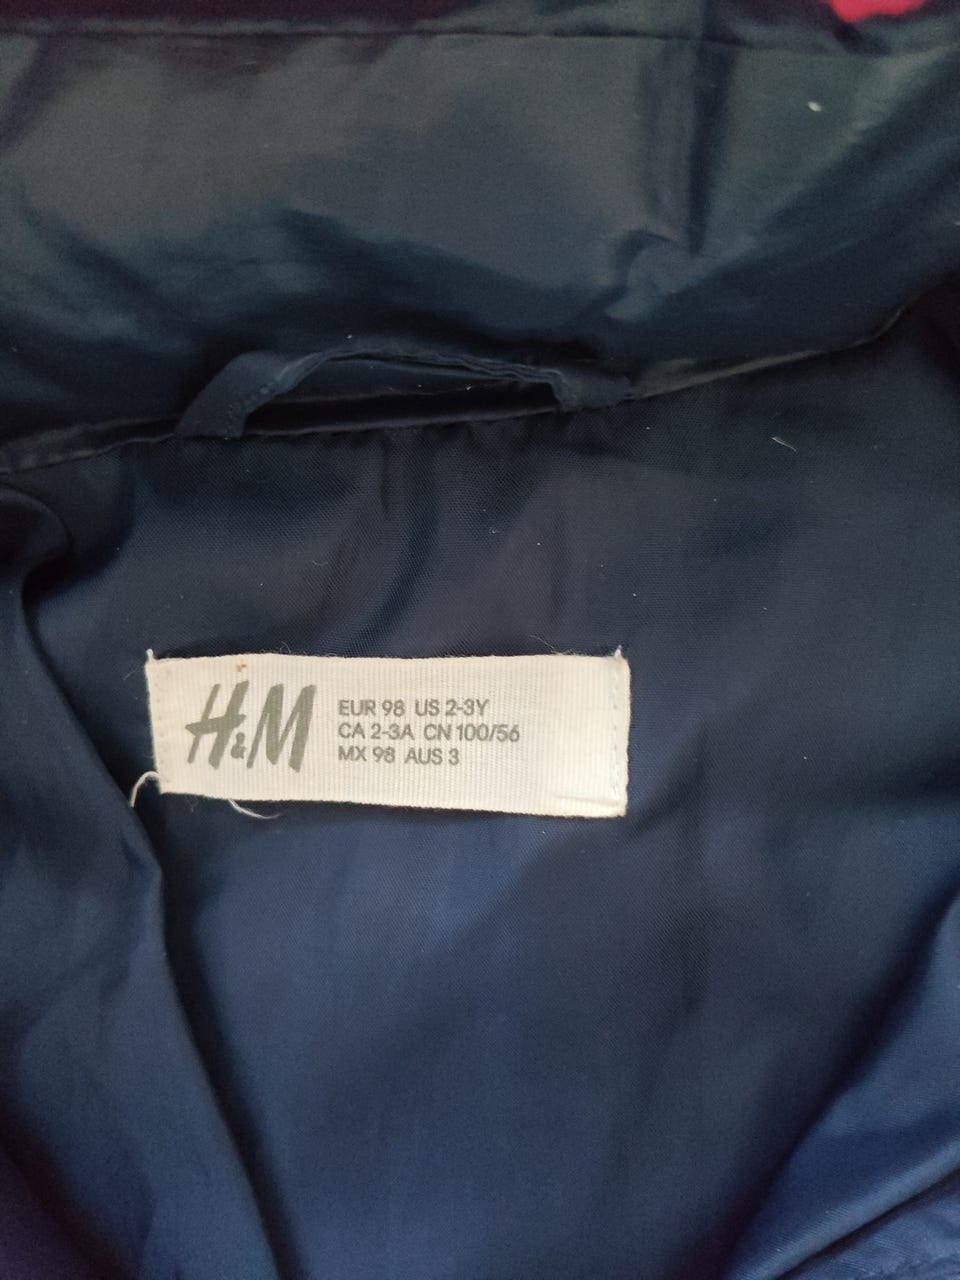 H&M
EUR 98 US 2-3Y
CA 2-3A CN 100/56
MX 98 AUS 3